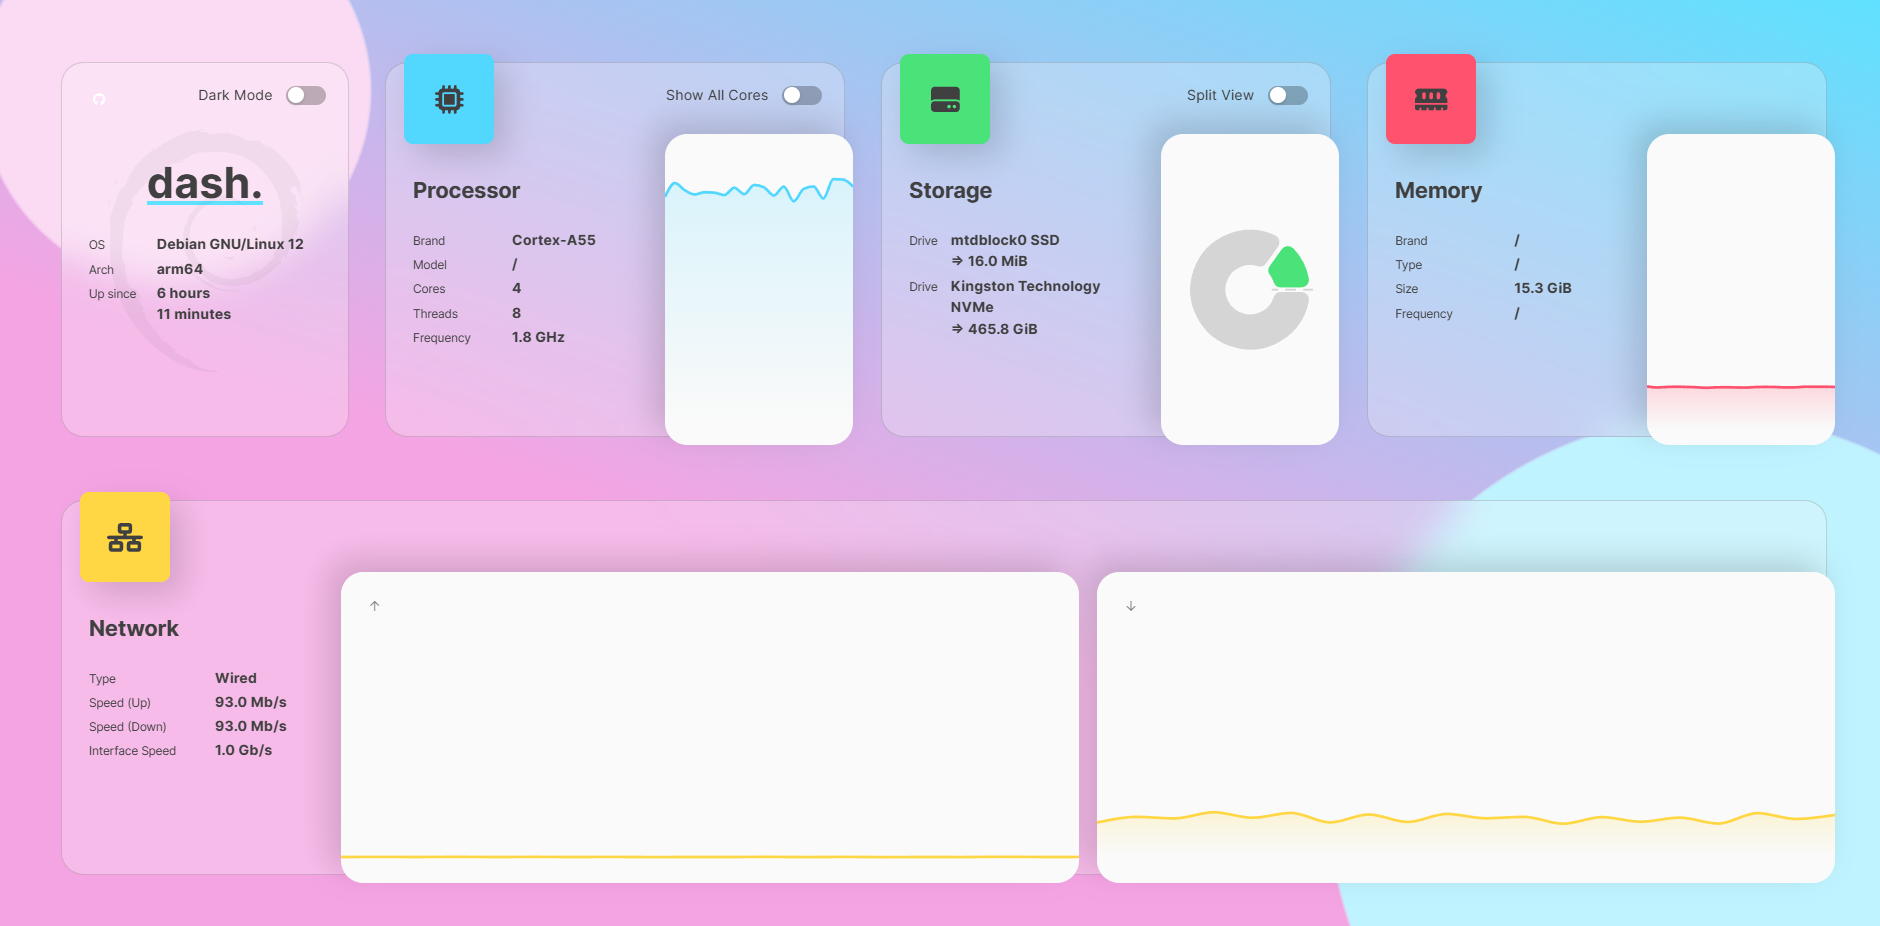 Dark Mode
dash.
OS Debian GNU/Linux 12
Arch arm64
Up since 6 hours
11 minutes
Show All Cores
Processor
Brand Cortex-A55
Model /
Cores 4
Threads 8
Frequency 1.8 GHz
Split View
Storage
Drive mtdblock0 SSD
⇒ 16.0 MiB
Drive Kingston Technology
NVMe
⇒ 465.8 GiB
Memory
Brand /
Type /
Size 15.3 GiB
Frequency /
Network
Type Wired
Speed (Up) 93.0 Mb/s
Speed (Down) 93.0 Mb/s
Interface Speed 1.0 Gb/s
↑
↓